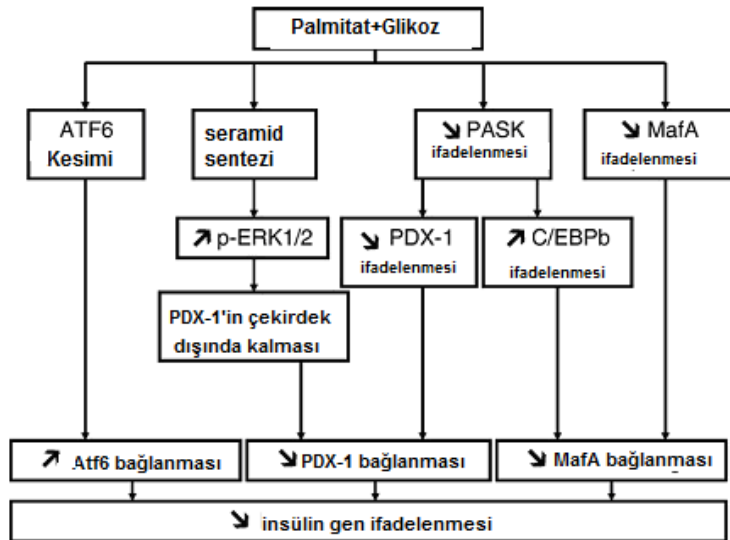 Palmitat+Glikoz
ATF6
Kesimi
seramid
sentezi
↘ PASK
ifadelenmesi
↘ MafA
ifadelenmesi
↗ p-ERK1/2
↘ PDX-1
ifadelenmesi
↗ C/EBPb
ifadelenmesi
PDX-1'in çekirdek
dışında kalması
↗ Atf6 bağlanması
↘ PDX-1 bağlanması
↘ MafA bağlanması
↘ insülin gen ifadelenmesi